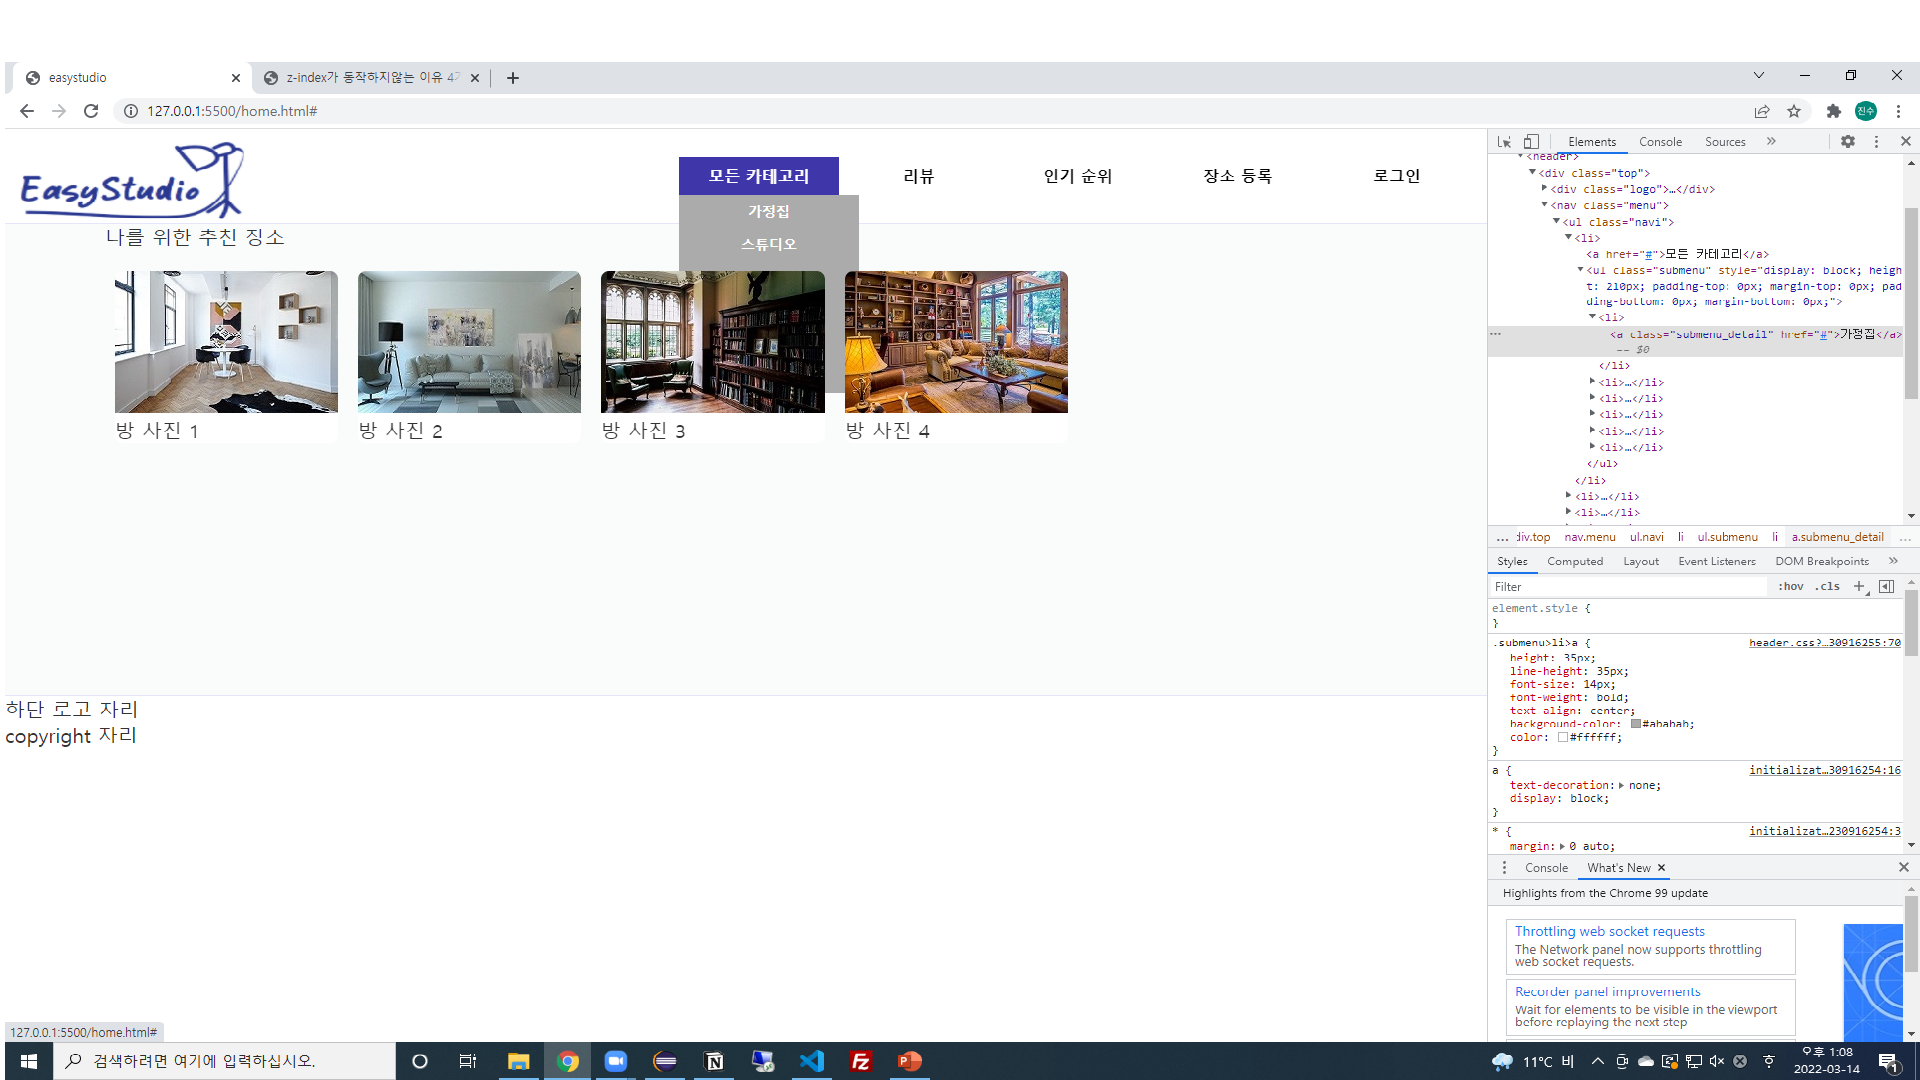 easystudio
z-index가 동작하지않는 이유 4가
127.0.0.1:5500/home.html#
진수
EasyStudio
모든 카테고리
리뷰
인기 순위
장소 등록
로그인
가정집
스튜디오
나를 위한 추천 장소
방 사진 1
방 사진 2
방 사진 3
방 사진 4
하단 로고 자리
copyright 자리
127.0.0.1:5500/home.html#
Elements
Console
Sources
<header>
<div class="top">
<div class="logo">…</div>
<nav class="menu">
<ul class="navi">
<li>
<a href="#">모든 카테고리</a>
<ul class="submenu" style="display: block; heigh
t: 210px; padding-top: 0px; margin-top: 0px; pad
ding-bottom: 0px; margin-bottom: 0px;">
<li>
<a class="submenu_detail" href="#">가정집</a>
== $0
</li>
<li>…</li>
<li>…</li>
<li>…</li>
<li>…</li>
<li>…</li>
</ul>
</li>
<li>…</li>
<li>…</li>
… div.top nav.menu ul.navi li ul.submenu li a.submenu_detail …
Styles Computed Layout Event Listeners DOM Breakpoints
Filter
:hov .cls
element.style {
}
.submenu>li>a { header.css?…30916255:70
height: 35px;
line-height: 35px;
font-size: 14px;
font-weight: bold;
text-align: center;
background-color: #ababab;
color: #ffffff;
}
a { initializat…30916254:16
text-decoration: none;
display: block;
}
* { initializat…230916254:3
margin: 0 auto;
Console What's New
Highlights from the Chrome 99 update
Throttling web socket requests
The Network panel now supports throttling
web socket requests.
Recorder panel improvements
Wait for elements to be visible in the viewport
before replaying the next step
검색하려면 여기에 입력하십시오.
11°C 비
오후 1:08
2022-03-14
1